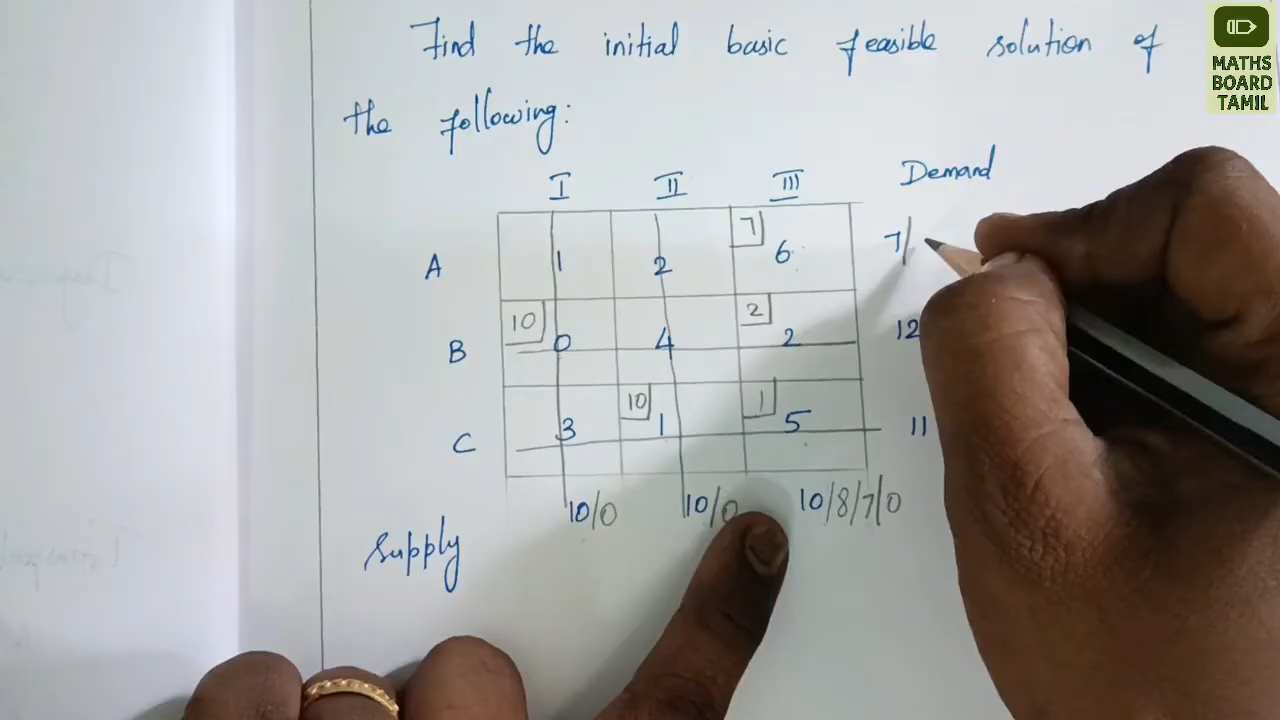 Find the initial basic feasible solution of
the following:
I II III Demand
A 1 2 7 6 7/
B 10 0 4 2 2 12
C 3 10 1 1 5 11
10/0 10/0 10/8/7/0
Supply
MATHS
BOARD
TAMIL